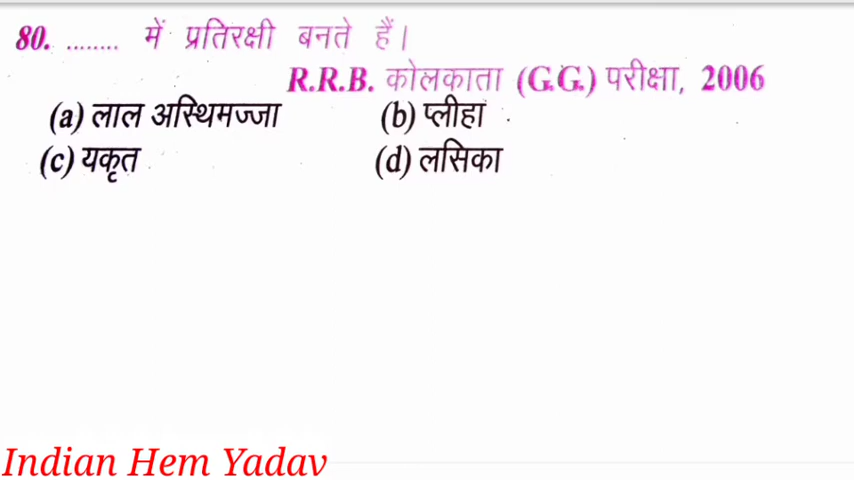 80. ........ में प्रतिरक्षी बनते हैं।
R.R.B. कोलकाता (G.G.) परीक्षा, 2006
(a) लाल अस्थिमज्जा (b) प्लीहा
(c) यकृत (d) लसिका
Indian Hem Yadav